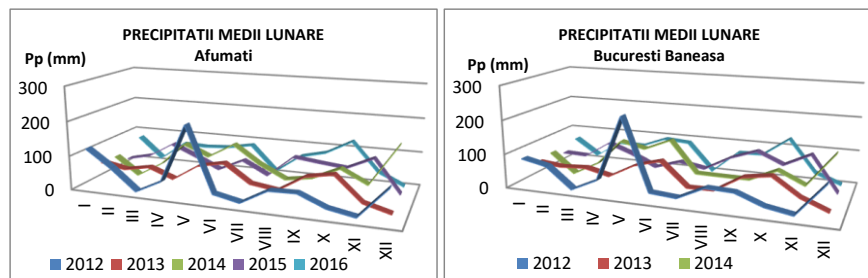 PRECIPITATII MEDII LUNARE
Afumati
Pp (mm)
300
200
100
0
I
II
III
IV
V
VI
VII
VIII
IX
X
XI
XII
2012 2013 2014 2015 2016
PRECIPITATII MEDII LUNARE
Bucuresti Baneasa
Pp (mm)
300
200
100
0
I
II
III
IV
V
VI
VII
VIII
IX
X
XI
XII
2012 2013 2014